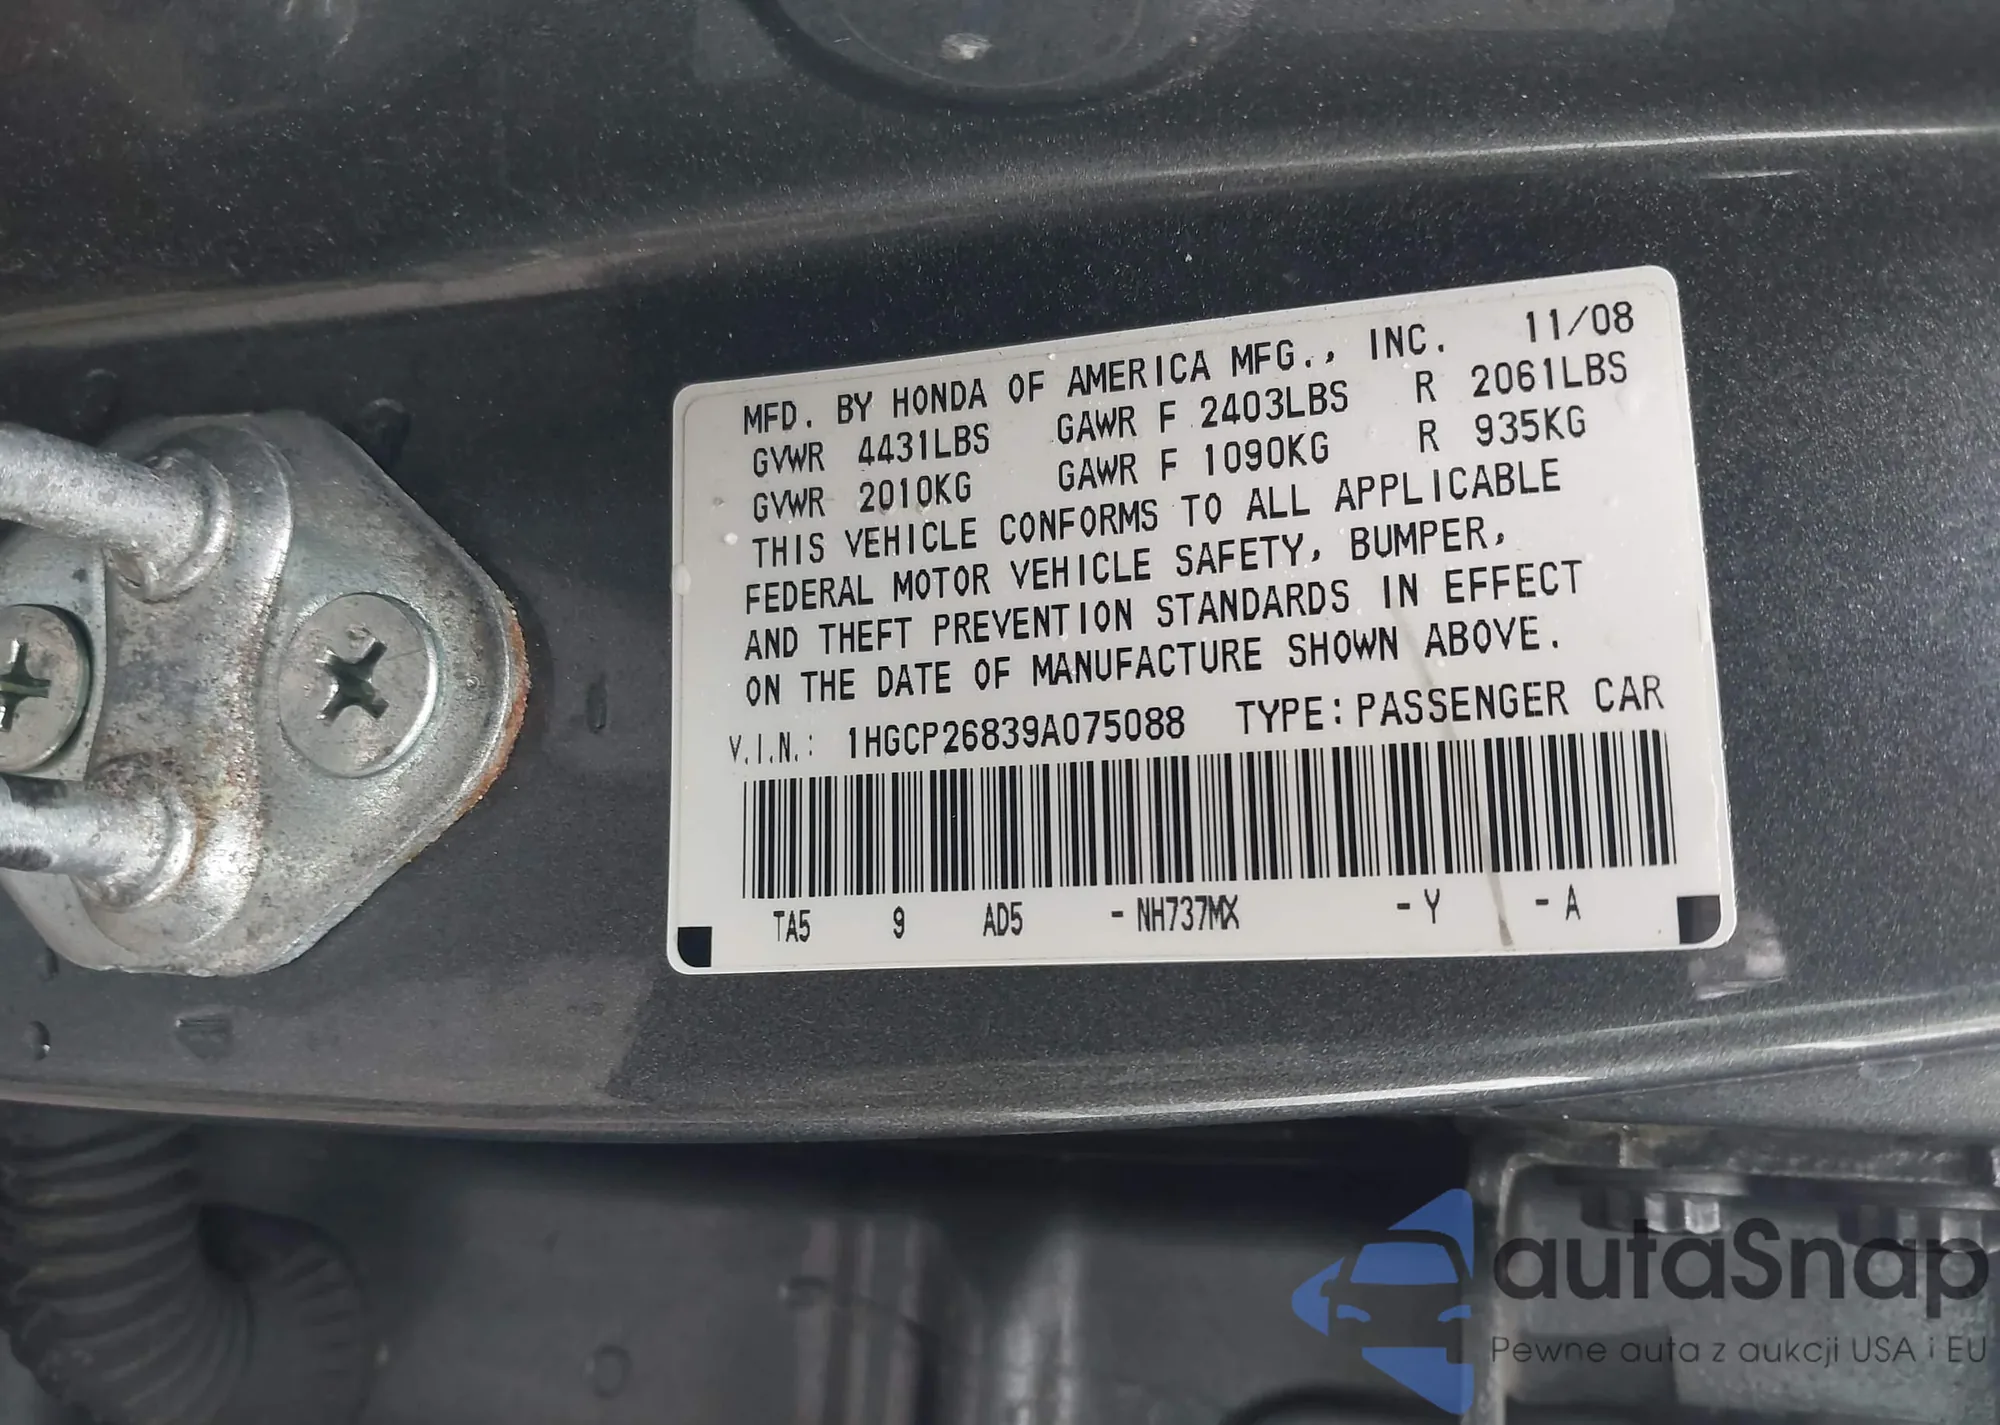 MFD. BY HONDA OF AMERICA MFG., INC. 11/08
GVWR 4431LBS GAWR F 2403LBS R 2061LBS
GVWR 2010KG GAWR F 1090KG R 935KG
THIS VEHICLE CONFORMS TO ALL APPLICABLE
FEDERAL MOTOR VEHICLE SAFETY, BUMPER,
AND THEFT PREVENTION STANDARDS IN EFFECT
ON THE DATE OF MANUFACTURE SHOWN ABOVE.
V.I.N.: 1HGCP26839A075088 TYPE: PASSENGER CAR
TA5 9 AD5 - NH737MX - Y - A
autaSnap
Pewne auta z aukcji USA i EU